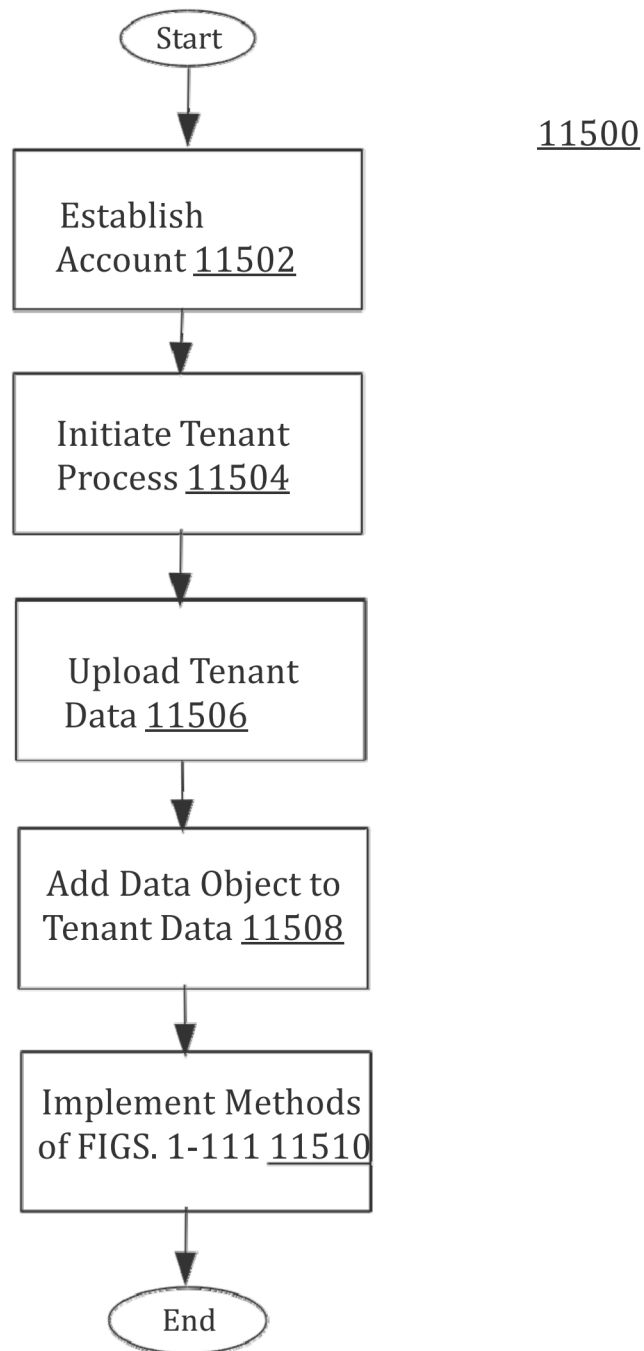 Start
11500
Establish
Account 11502
Initiate Tenant
Process 11504
Upload Tenant
Data 11506
Add Data Object to
Tenant Data 11508
Implement Methods
of FIGS. 1-111 11510
End